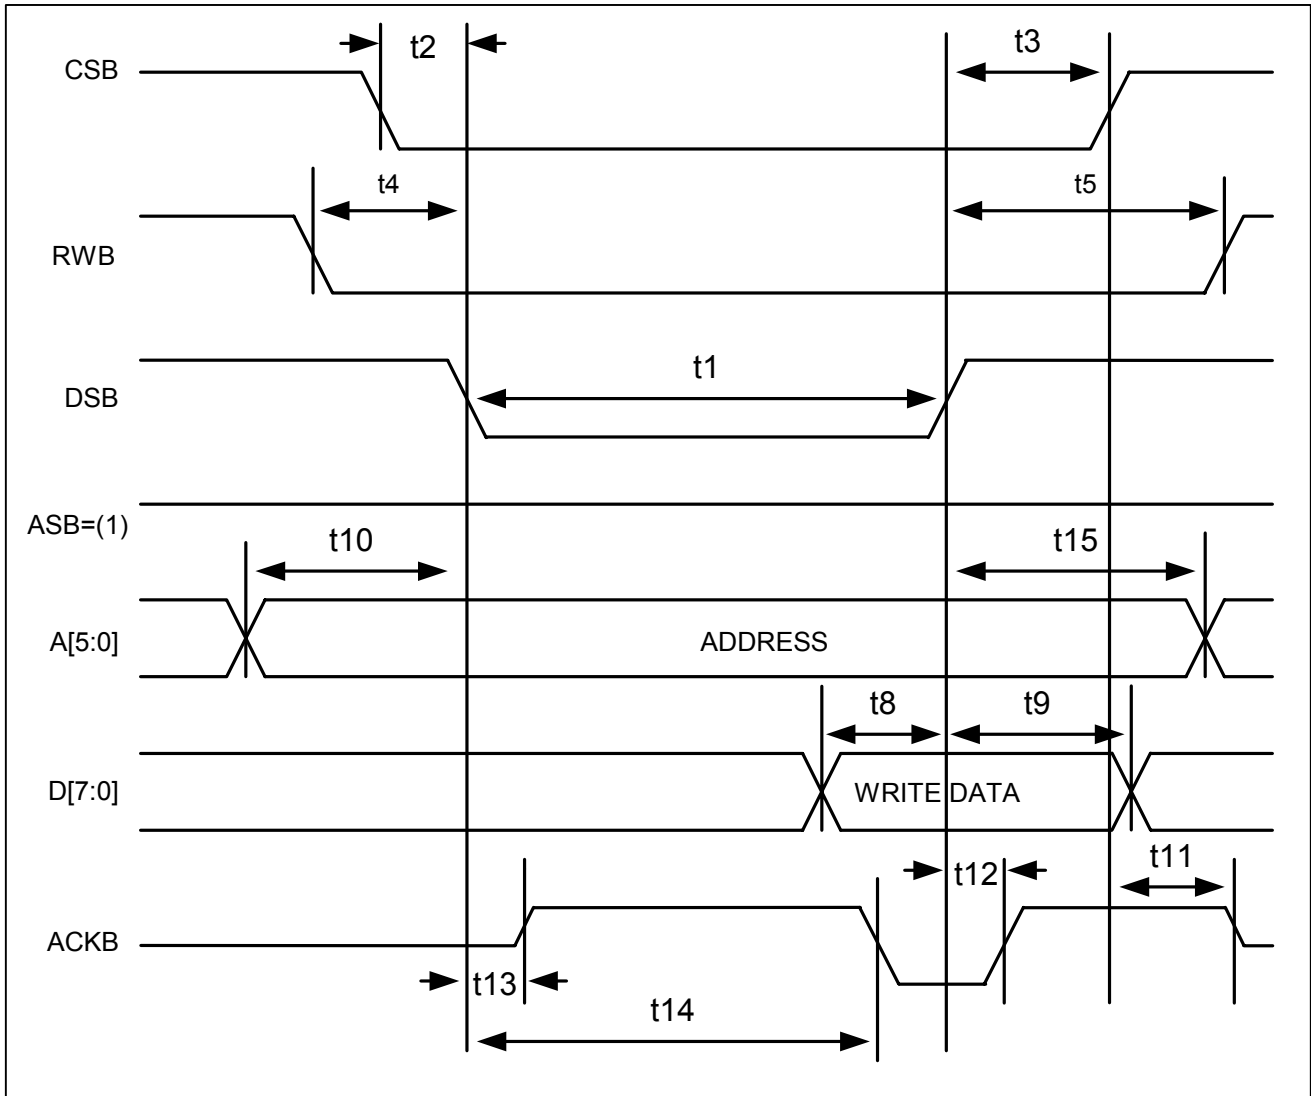 t2
t3
CSB
t4
t5
RWB
t1
DSB
ASB=(1)
t10
t15
A[5:0]
ADDRESS
t8
t9
D[7:0]
WRITE DATA
t12
t11
ACKB
t13
t14